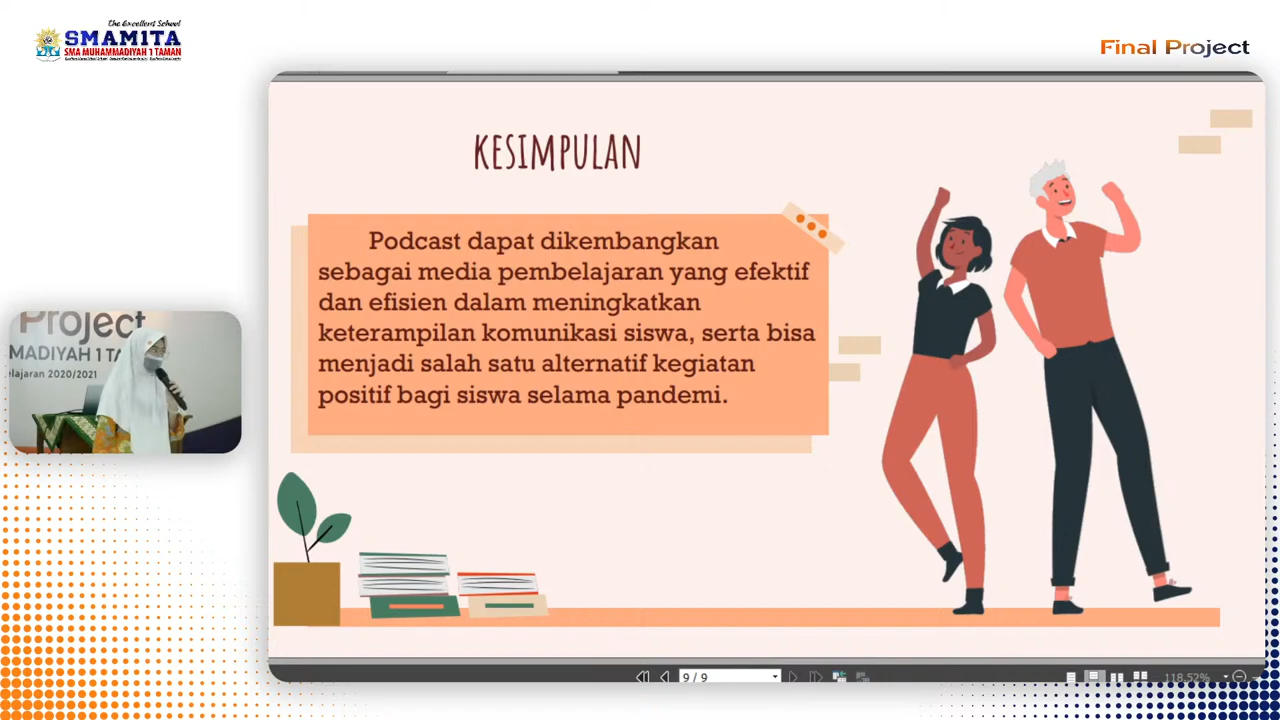 The Excellent School
SMAMITA
SMA MUHAMMADIYAH 1 TAMAN
Final Project
KESIMPULAN
Podcast dapat dikembangkan
sebagai media pembelajaran yang efektif
dan efisien dalam meningkatkan
keterampilan komunikasi siswa, serta bisa
menjadi salah satu alternatif kegiatan
positif bagi siswa selama pandemi.
Project
MADIYAH 1 TA
elajaran 2020/2021
9 / 9
118.52%